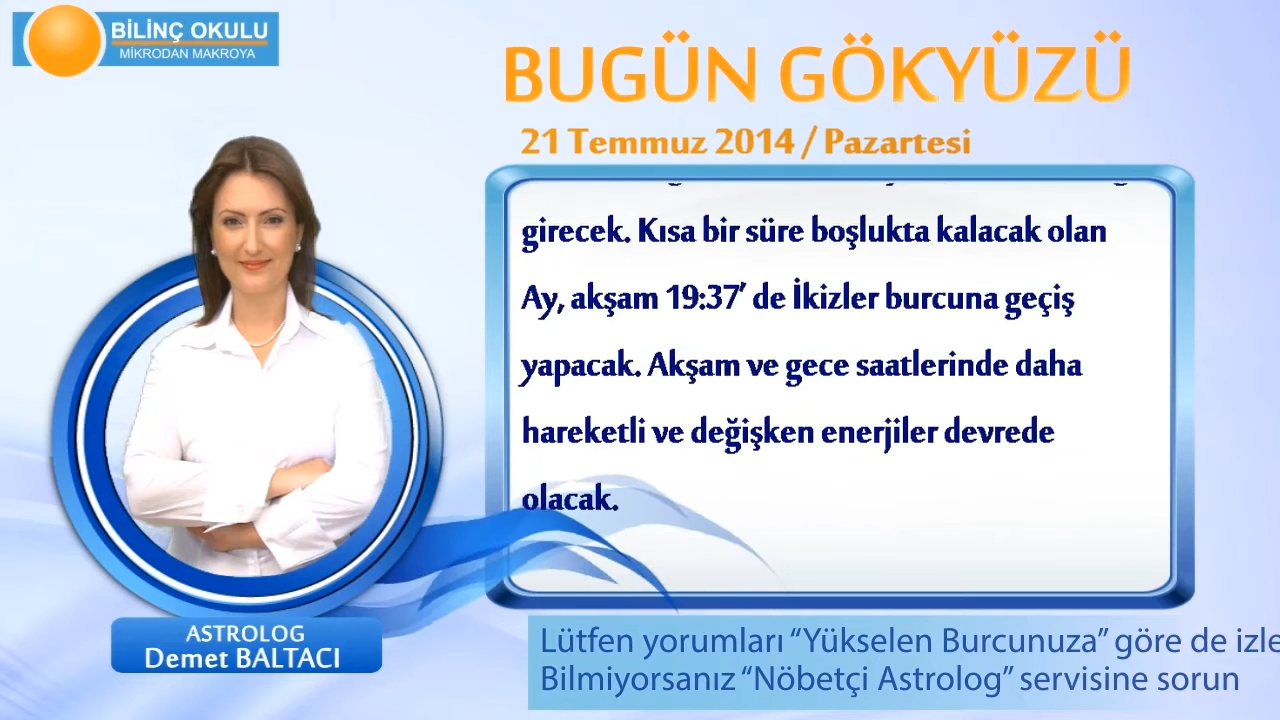 BİLİNÇ OKULU
MİKRODAN MAKROYA
BUGÜN GÖKYÜZÜ
21 Temmuz 2014 / Pazartesi
girecek. Kısa bir süre boşlukta kalacak olan
Ay, akşam 19:37’ de İkizler burcuna geçiş
yapacak. Akşam ve gece saatlerinde daha
hareketli ve değişken enerjiler devrede
olacak.
ASTROLOG
Demet BALTACI
Lütfen yorumları “Yükselen Burcunuza” göre de izle
Bilmiyorsanız “Nöbetçi Astrolog” servisine sorun